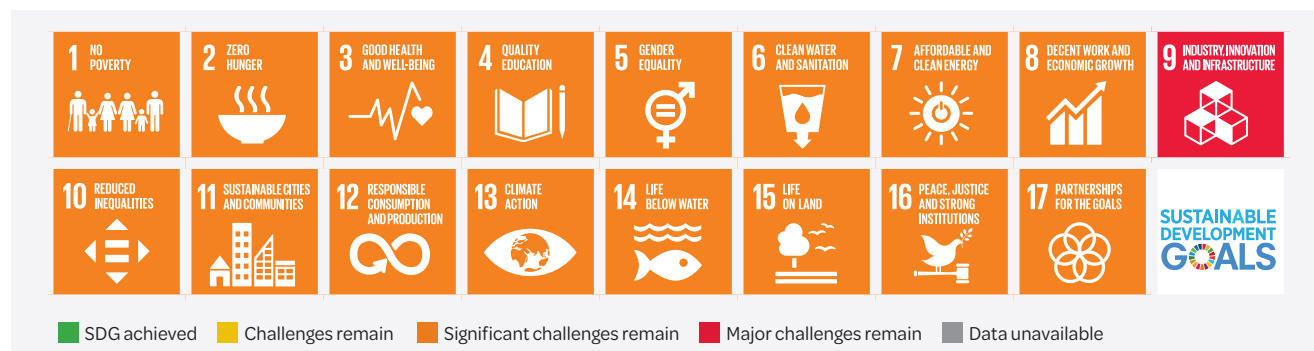 1 NO
POVERTY
2 ZERO
HUNGER
3 GOOD HEALTH
AND WELL-BEING
4 QUALITY
EDUCATION
5 GENDER
EQUALITY
6 CLEAN WATER
AND SANITATION
7 AFFORDABLE AND
CLEAN ENERGY
8 DECENT WORK AND
ECONOMIC GROWTH
9 INDUSTRY, INNOVATION
AND INFRASTRUCTURE
10 REDUCED
INEQUALITIES
11 SUSTAINABLE CITIES
AND COMMUNITIES
12 RESPONSIBLE
CONSUMPTION
AND PRODUCTION
13 CLIMATE
ACTION
14 LIFE
BELOW WATER
15 LIFE
ON LAND
16 PEACE, JUSTICE
AND STRONG
INSTITUTIONS
17 PARTNERSHIPS
FOR THE GOALS
SUSTAINABLE
DEVELOPMENT
GOALS
SDG achieved Challenges remain Significant challenges remain Major challenges remain Data unavailable